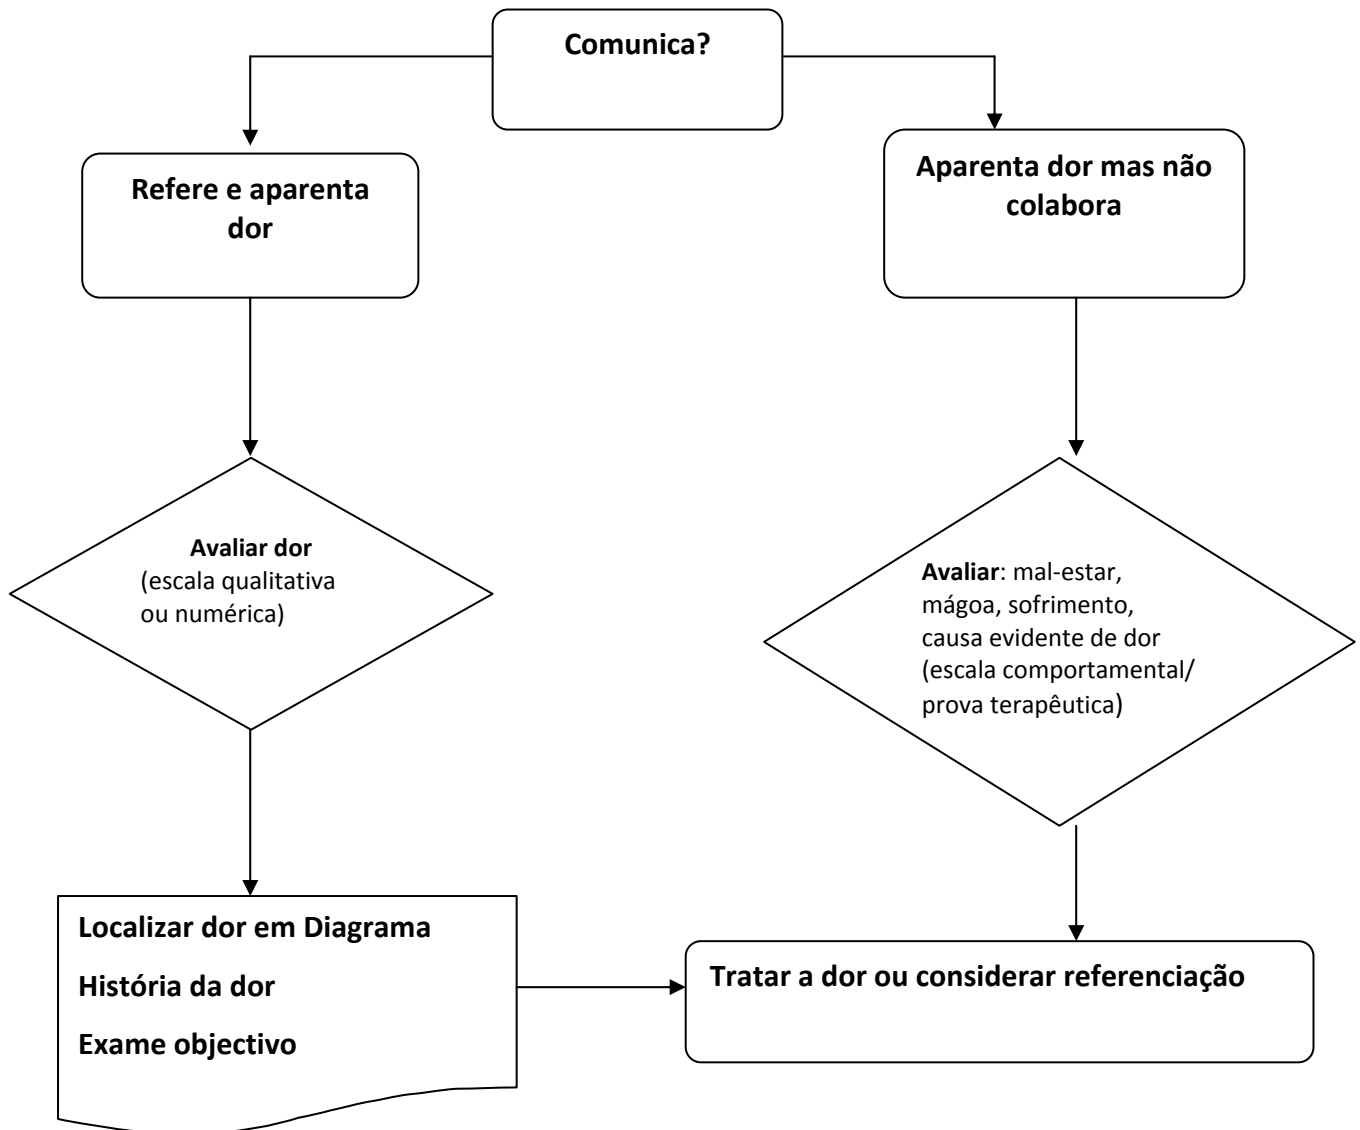 Comunica?
Refere e aparenta
dor
Aparenta dor mas não
colabora
Avaliar dor
(escala qualitativa
ou numérica)
Avaliar: mal-estar,
mágoa, sofrimento,
causa evidente de dor
(escala comportamental/
prova terapêutica)
Localizar dor em Diagrama
História da dor
Exame objectivo
Tratar a dor ou considerar referenciação